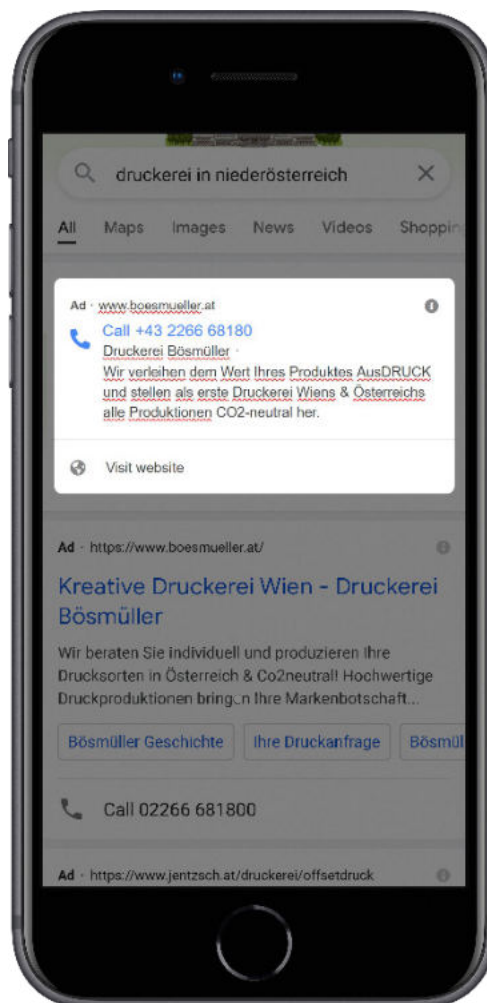 druckerei in niederösterreich
All Maps Images News Videos Shopping
Ad · www.boesmueller.at
Call +43 2266 68180
Druckerei Bösmüller ·
Wir verleihen dem Wert Ihres Produktes AusDRUCK
und stellen als erste Druckerei Wiens & Österreichs
alle Produktionen CO2-neutral her.
Visit website
Ad · https://www.boesmueller.at/
Kreative Druckerei Wien - Druckerei
Bösmüller
Wir beraten Sie individuell und produzieren Ihre
Drucksorten in Österreich & Co2neutral! Hochwertige
Druckproduktionen bringen Ihre Markenbotschaft...
Bösmüller Geschichte Ihre Druckanfrage Bösmül
Call 02266 681800
Ad · https://www.jentzsch.at/druckerei/offsetdruck